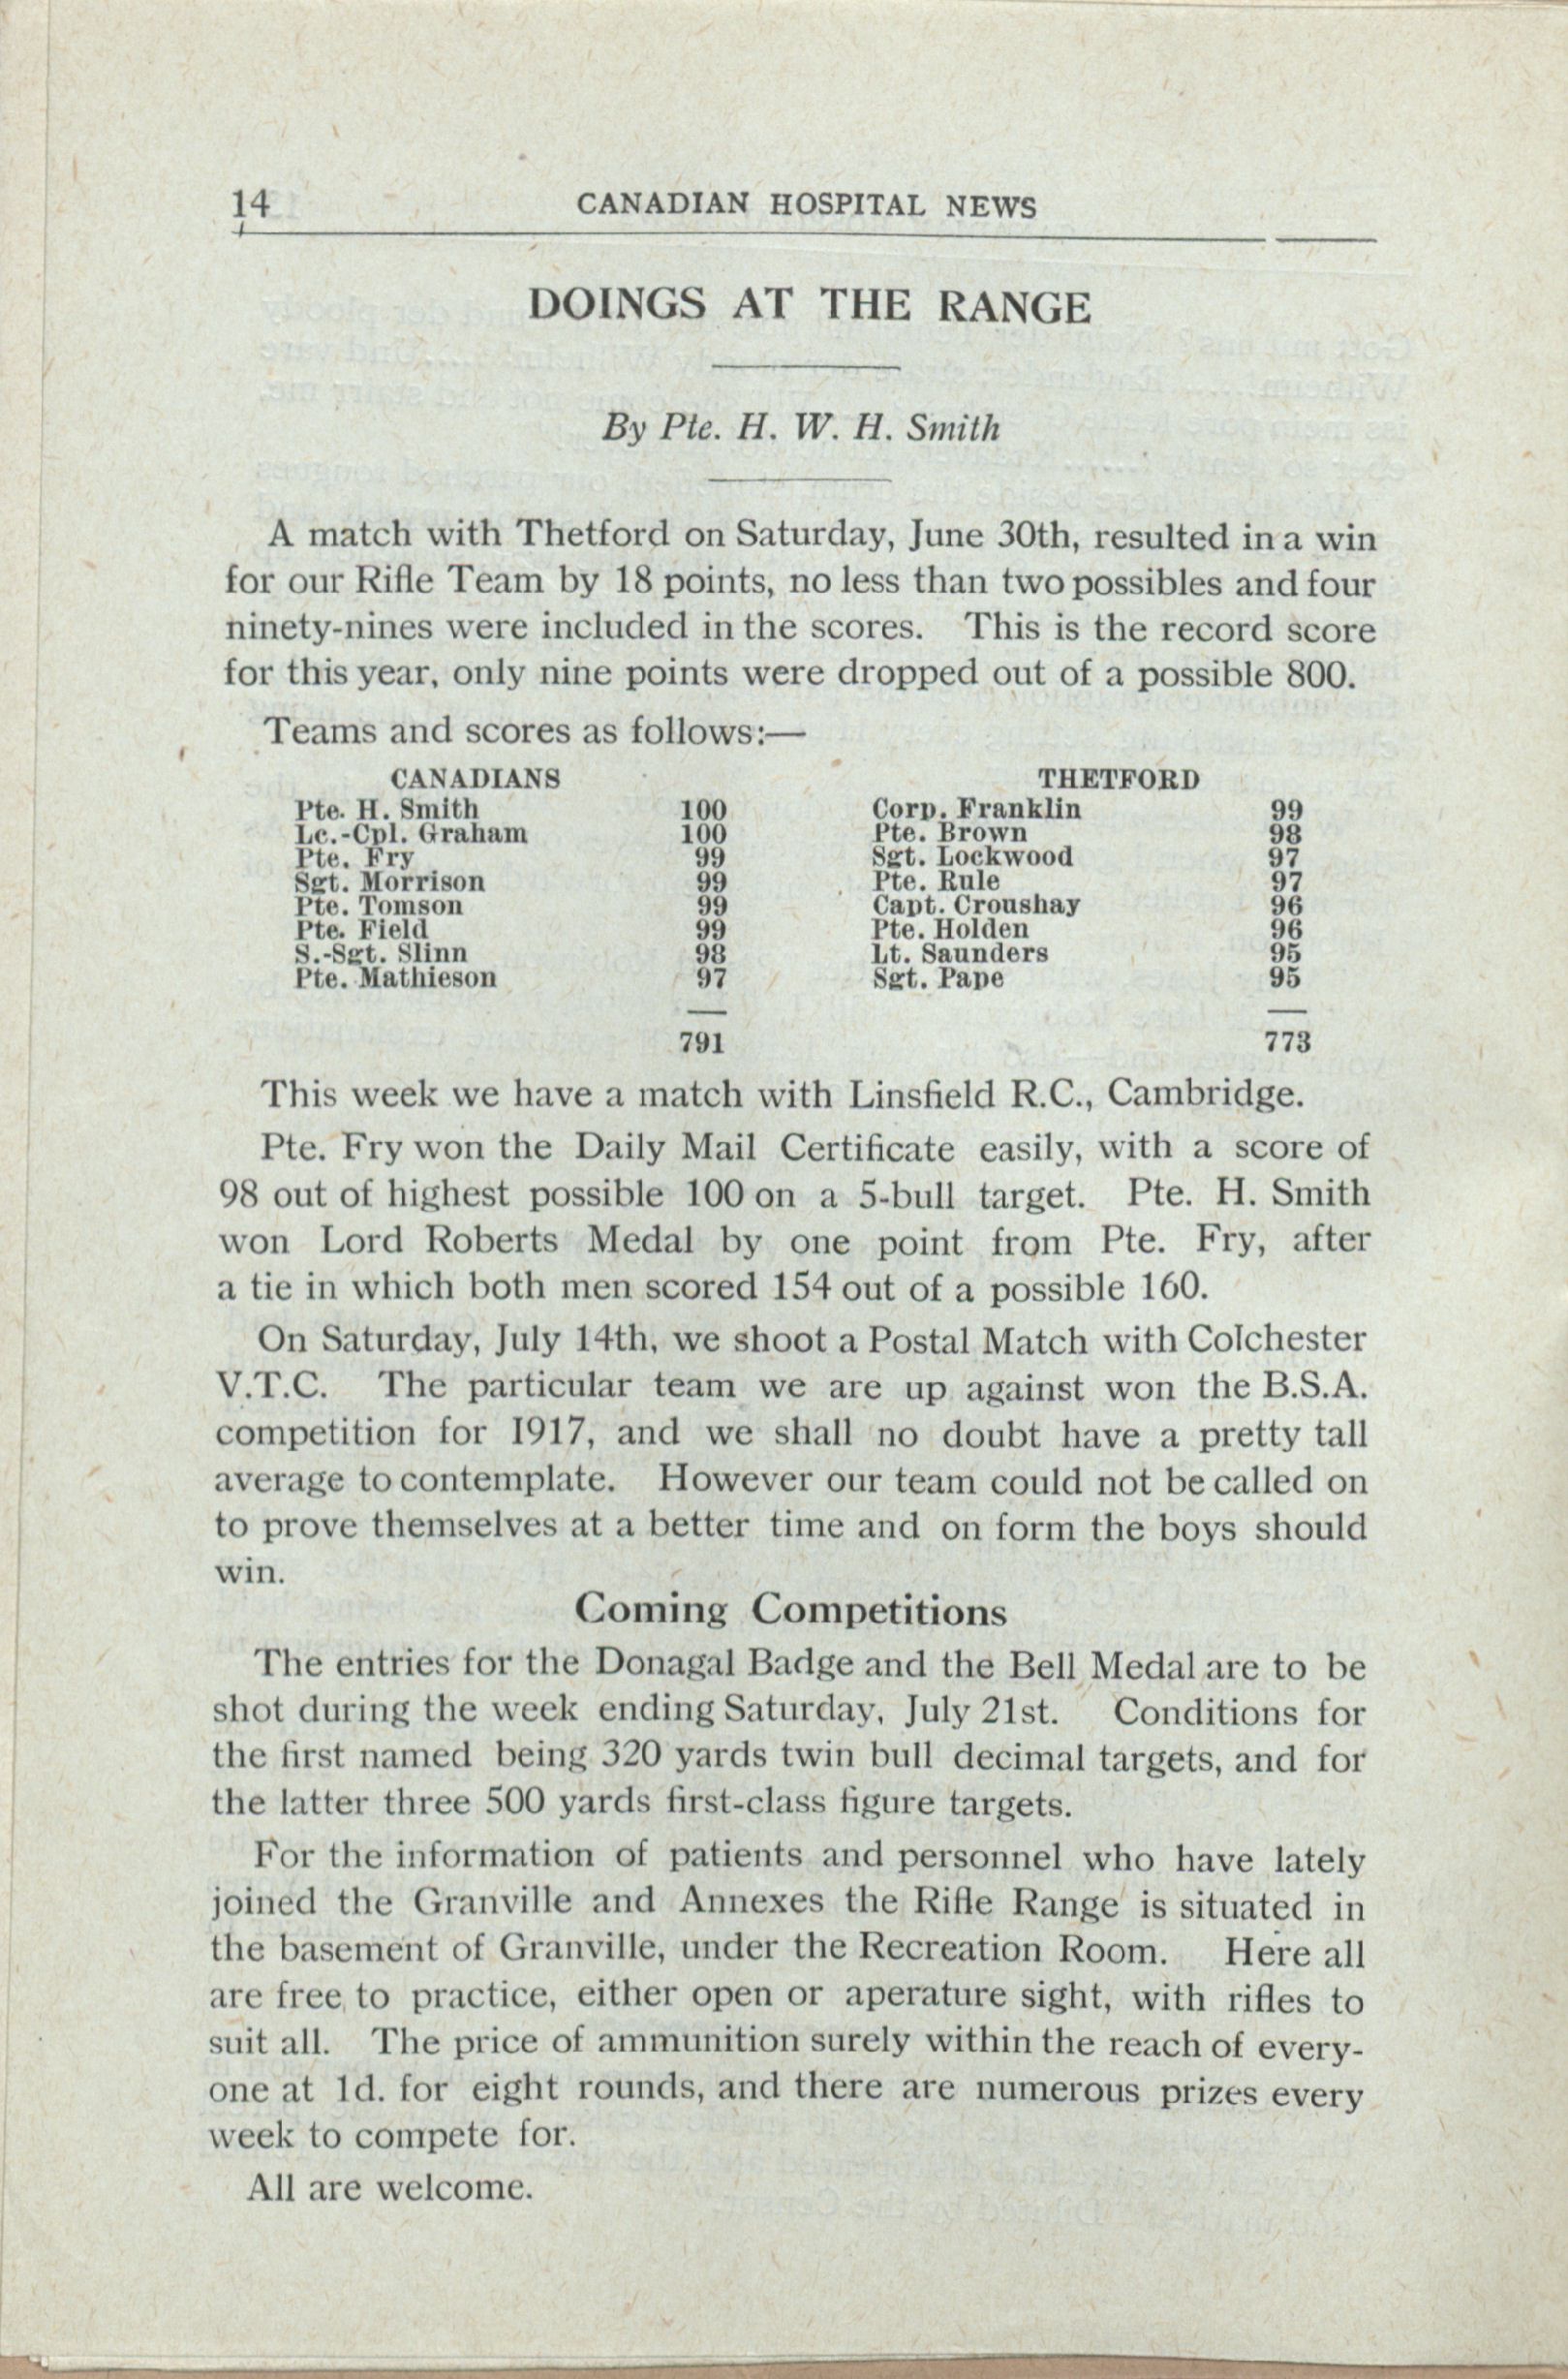 14 CANADIAN HOSPITAL NEWS
DOINGS AT THE RANGE
By Pte. H. W. H. Smith
A match with Thetford on Saturday, June 30th, resulted in a win
for our Rifle Team by 18 points, no less than two possibles and four
ninety-nines were included in the scores. This is the record score
for this year, only nine points were dropped out of a possible 800.
Teams and scores as follows:—
CANADIANS THETFORD
Pte. H. Smith 100 Corp. Franklin 99
Lc.-Cpl. Graham 100 Pte. Brown 98
Pte. Fry 99 Sgt. Lockwood 97
Sgt. Morrison 99 Pte. Rule 97
Pte. Tomson 99 Capt. Croushay 96
Pte. Field 99 Pte. Holden 96
S.-Sgt. Slinn 98 Lt. Saunders 95
Pte. Mathieson 97 Sgt. Pape 95
791 773
This week we have a match with Linsfield R.C., Cambridge.
Pte. Fry won the Daily Mail Certificate easily, with a score of
98 out of highest possible 100 on a 5-bull target. Pte. H. Smith
won Lord Roberts Medal by one point from Pte. Fry, after
a tie in which both men scored 154 out of a possible 160.
On Saturday, July 14th, we shoot a Postal Match with Colchester
V.T.C. The particular team we are up against won the B.S.A.
competition for 1917, and we shall no doubt have a pretty tall
average to contemplate. However our team could not be called on
to prove themselves at a better time and on form the boys should
win.
Coming Competitions
The entries for the Donagal Badge and the Bell Medal are to be
shot during the week ending Saturday, July 21st. Conditions for
the first named being 320 yards twin bull decimal targets, and for
the latter three 500 yards first-class figure targets.
For the information of patients and personnel who have lately
joined the Granville and Annexes the Rifle Range is situated in
the basement of Granville, under the Recreation Room. Here all
are free to practice, either open or aperature sight, with rifles to
suit all. The price of ammunition surely within the reach of every-
one at 1d. for eight rounds, and there are numerous prizes every
week to compete for.
All are welcome.